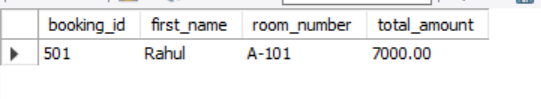 booking_id first_name room_number total_amount
501 Rahul A-101 7000.00